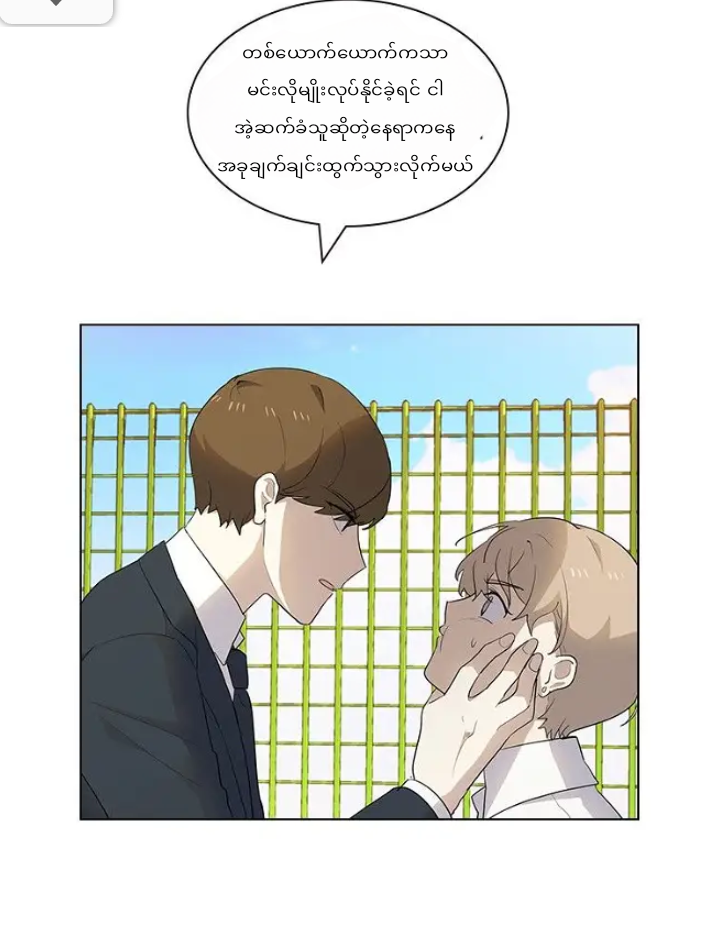 တစ်ယောက်ယောက်ကသာ
မင်းလိုမျိုးလုပ်နိုင်ခဲ့ရင် ငါ
အဲ့ဆက်ခံသူဆိုတဲ့နေရာကနေ
အခုချက်ချင်းထွက်သွားလိုက်မယ်